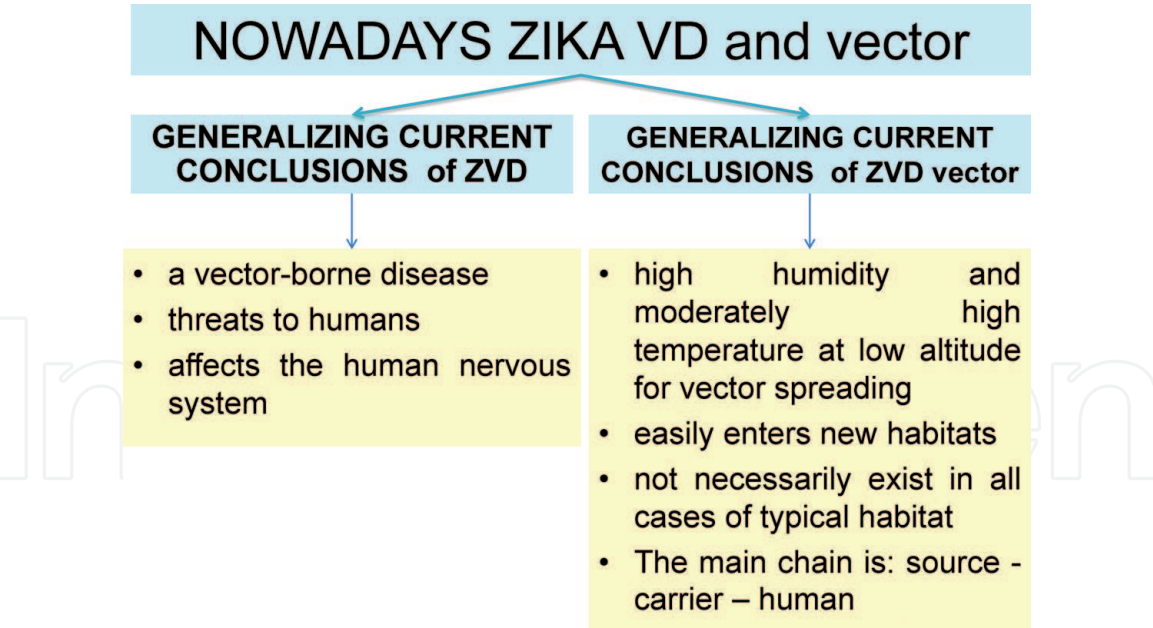 NOWADAYS ZIKA VD and vector
GENERALIZING CURRENT
CONCLUSIONS of ZVD
GENERALIZING CURRENT
CONCLUSIONS of ZVD vector
• a vector-borne disease
• threats to humans
• affects the human nervous
system
• high humidity and
moderately high
temperature at low altitude
for vector spreading
• easily enters new habitats
• not necessarily exist in all
cases of typical habitat
• The main chain is: source -
carrier – human